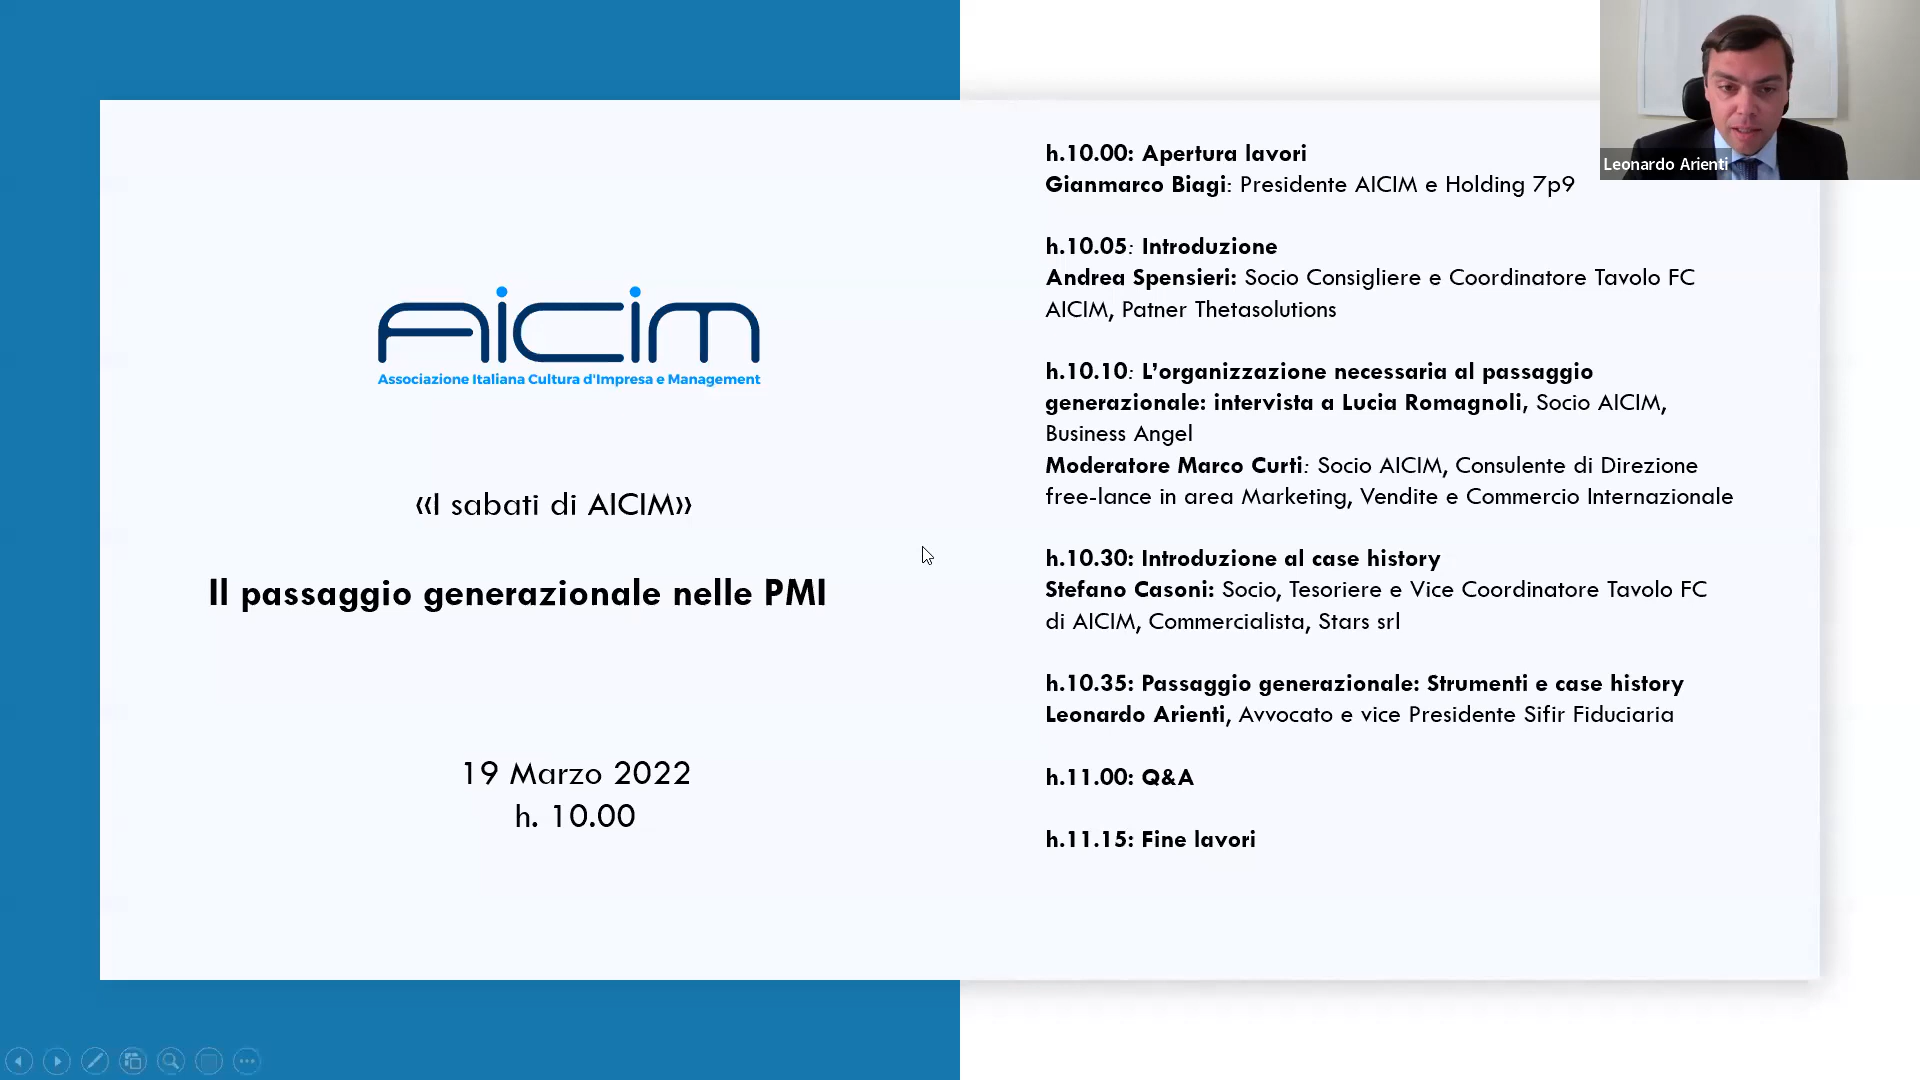 AiCiM
Associazione Italiana Cultura d'Impresa e Management
«I sabati di AICIM»
Il passaggio generazionale nelle PMI
19 Marzo 2022
h. 10.00
h.10.00: Apertura lavori
Gianmarco Biagi: Presidente AICIM e Holding 7p9
h.10.05: Introduzione
Andrea Spensieri: Socio Consigliere e Coordinatore Tavolo FC
AICIM, Patner Thetasolutions
h.10.10: L’organizzazione necessaria al passaggio
generazionale: intervista a Lucia Romagnoli, Socio AICIM,
Business Angel
Moderatore Marco Curti: Socio AICIM, Consulente di Direzione
free-lance in area Marketing, Vendite e Commercio Internazionale
h.10.30: Introduzione al case history
Stefano Casoni: Socio, Tesoriere e Vice Coordinatore Tavolo FC
di AICIM, Commercialista, Stars srl
h.10.35: Passaggio generazionale: Strumenti e case history
Leonardo Arienti, Avvocato e vice Presidente Sifir Fiduciaria
h.11.00: Q&A
h.11.15: Fine lavori
Leonardo Arienti